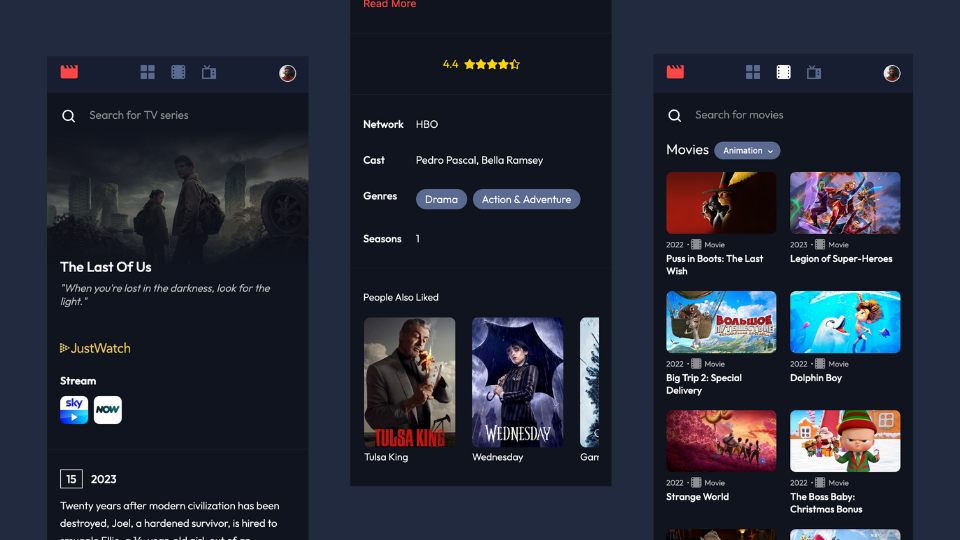 Search for TV series
The Last Of Us
"When you're lost in the darkness, look for the
light."
JustWatch
Stream
sky
NOW
15 2023
Twenty years after modern civilization has been
destroyed, Joel, a hardened survivor, is hired to
Read More
4.4
Network HBO
Cast Pedro Pascal, Bella Ramsey
Genres Drama Action & Adventure
Seasons 1
People Also Liked
TULSA KING
WEDNESDAY
Tulsa King
Wednesday
Search for movies
Movies Animation
2022 · Movie
Puss in Boots: The Last
Wish
2023 · Movie
Legion of Super-Heroes
БОЛЬШОЕ
2022 · Movie
Big Trip 2: Special
Delivery
2022 · Movie
Dolphin Boy
2022 · Movie
Strange World
2022 · Movie
The Boss Baby:
Christmas Bonus